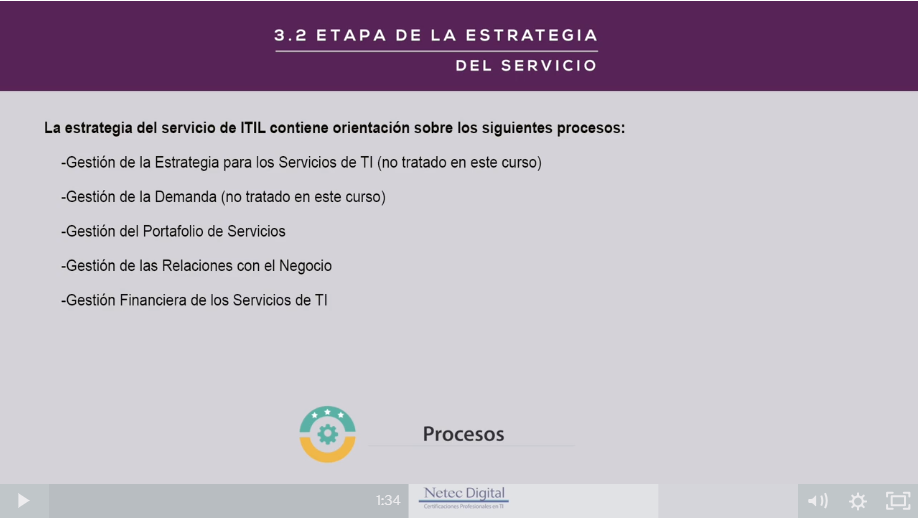 3.2 ETAPA DE LA ESTRATEGIA
DEL SERVICIO
La estrategia del servicio de ITIL contiene orientación sobre los siguientes procesos:
-Gestión de la Estrategia para los Servicios de TI (no tratado en este curso)
-Gestión de la Demanda (no tratado en este curso)
-Gestión del Portafolio de Servicios
-Gestión de las Relaciones con el Negocio
-Gestión Financiera de los Servicios de TI
Procesos
1:34
Netec Digital
Certificaciones Profesionales en TI